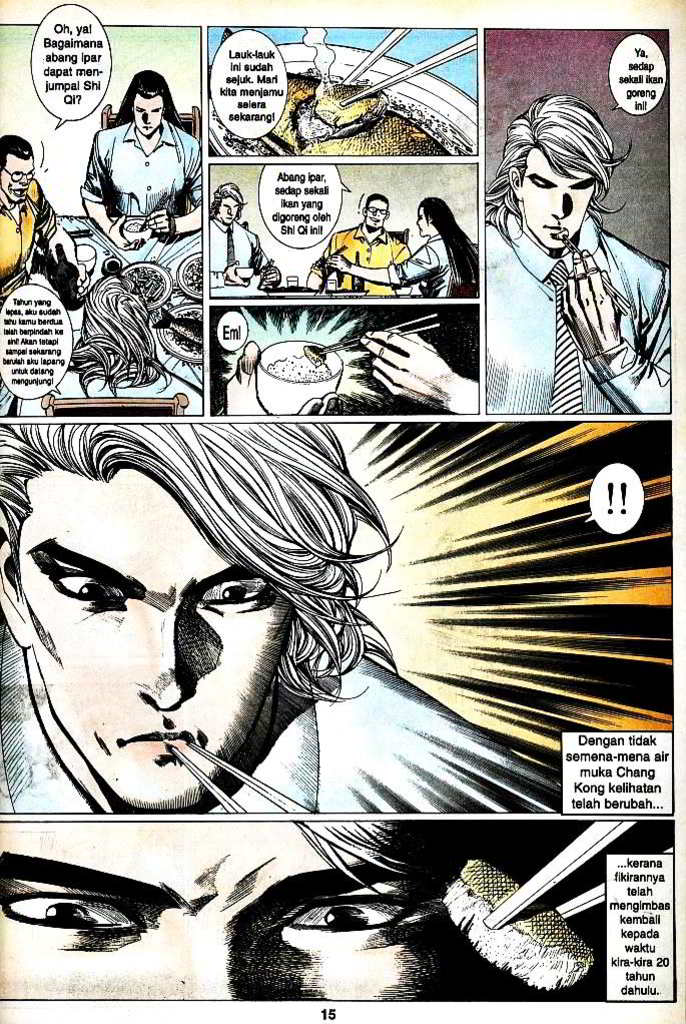 Oh, ya!
Bagaimana
abang ipar
dapat men-
jumpai Shi
Qi?
Tahun yang
lepas, aku sudah
tahu kamu berdua
telah berpindah ke
sini! Akan tetapi
sampai sekarang
barulah aku lapang
untuk datang
mengunjung!
Lauk-lauk
ini sudah
sejuk. Mari
kita menjamu
selera
sekarang!
Abang ipar,
sedap sekali
ikan yang
digoreng oleh
Shi Qi ini!
Em!
Ya,
sedap
sekali ikan
goreng
ini!
!!
Dengan tidak
semena-mena air
muka Chang
Kong kelihatan
telah berubah...
...kerana
fikirannya
telah
mengimbas
kembali
kepada
waktu
kira-kira 20
tahun
dahulu..
15